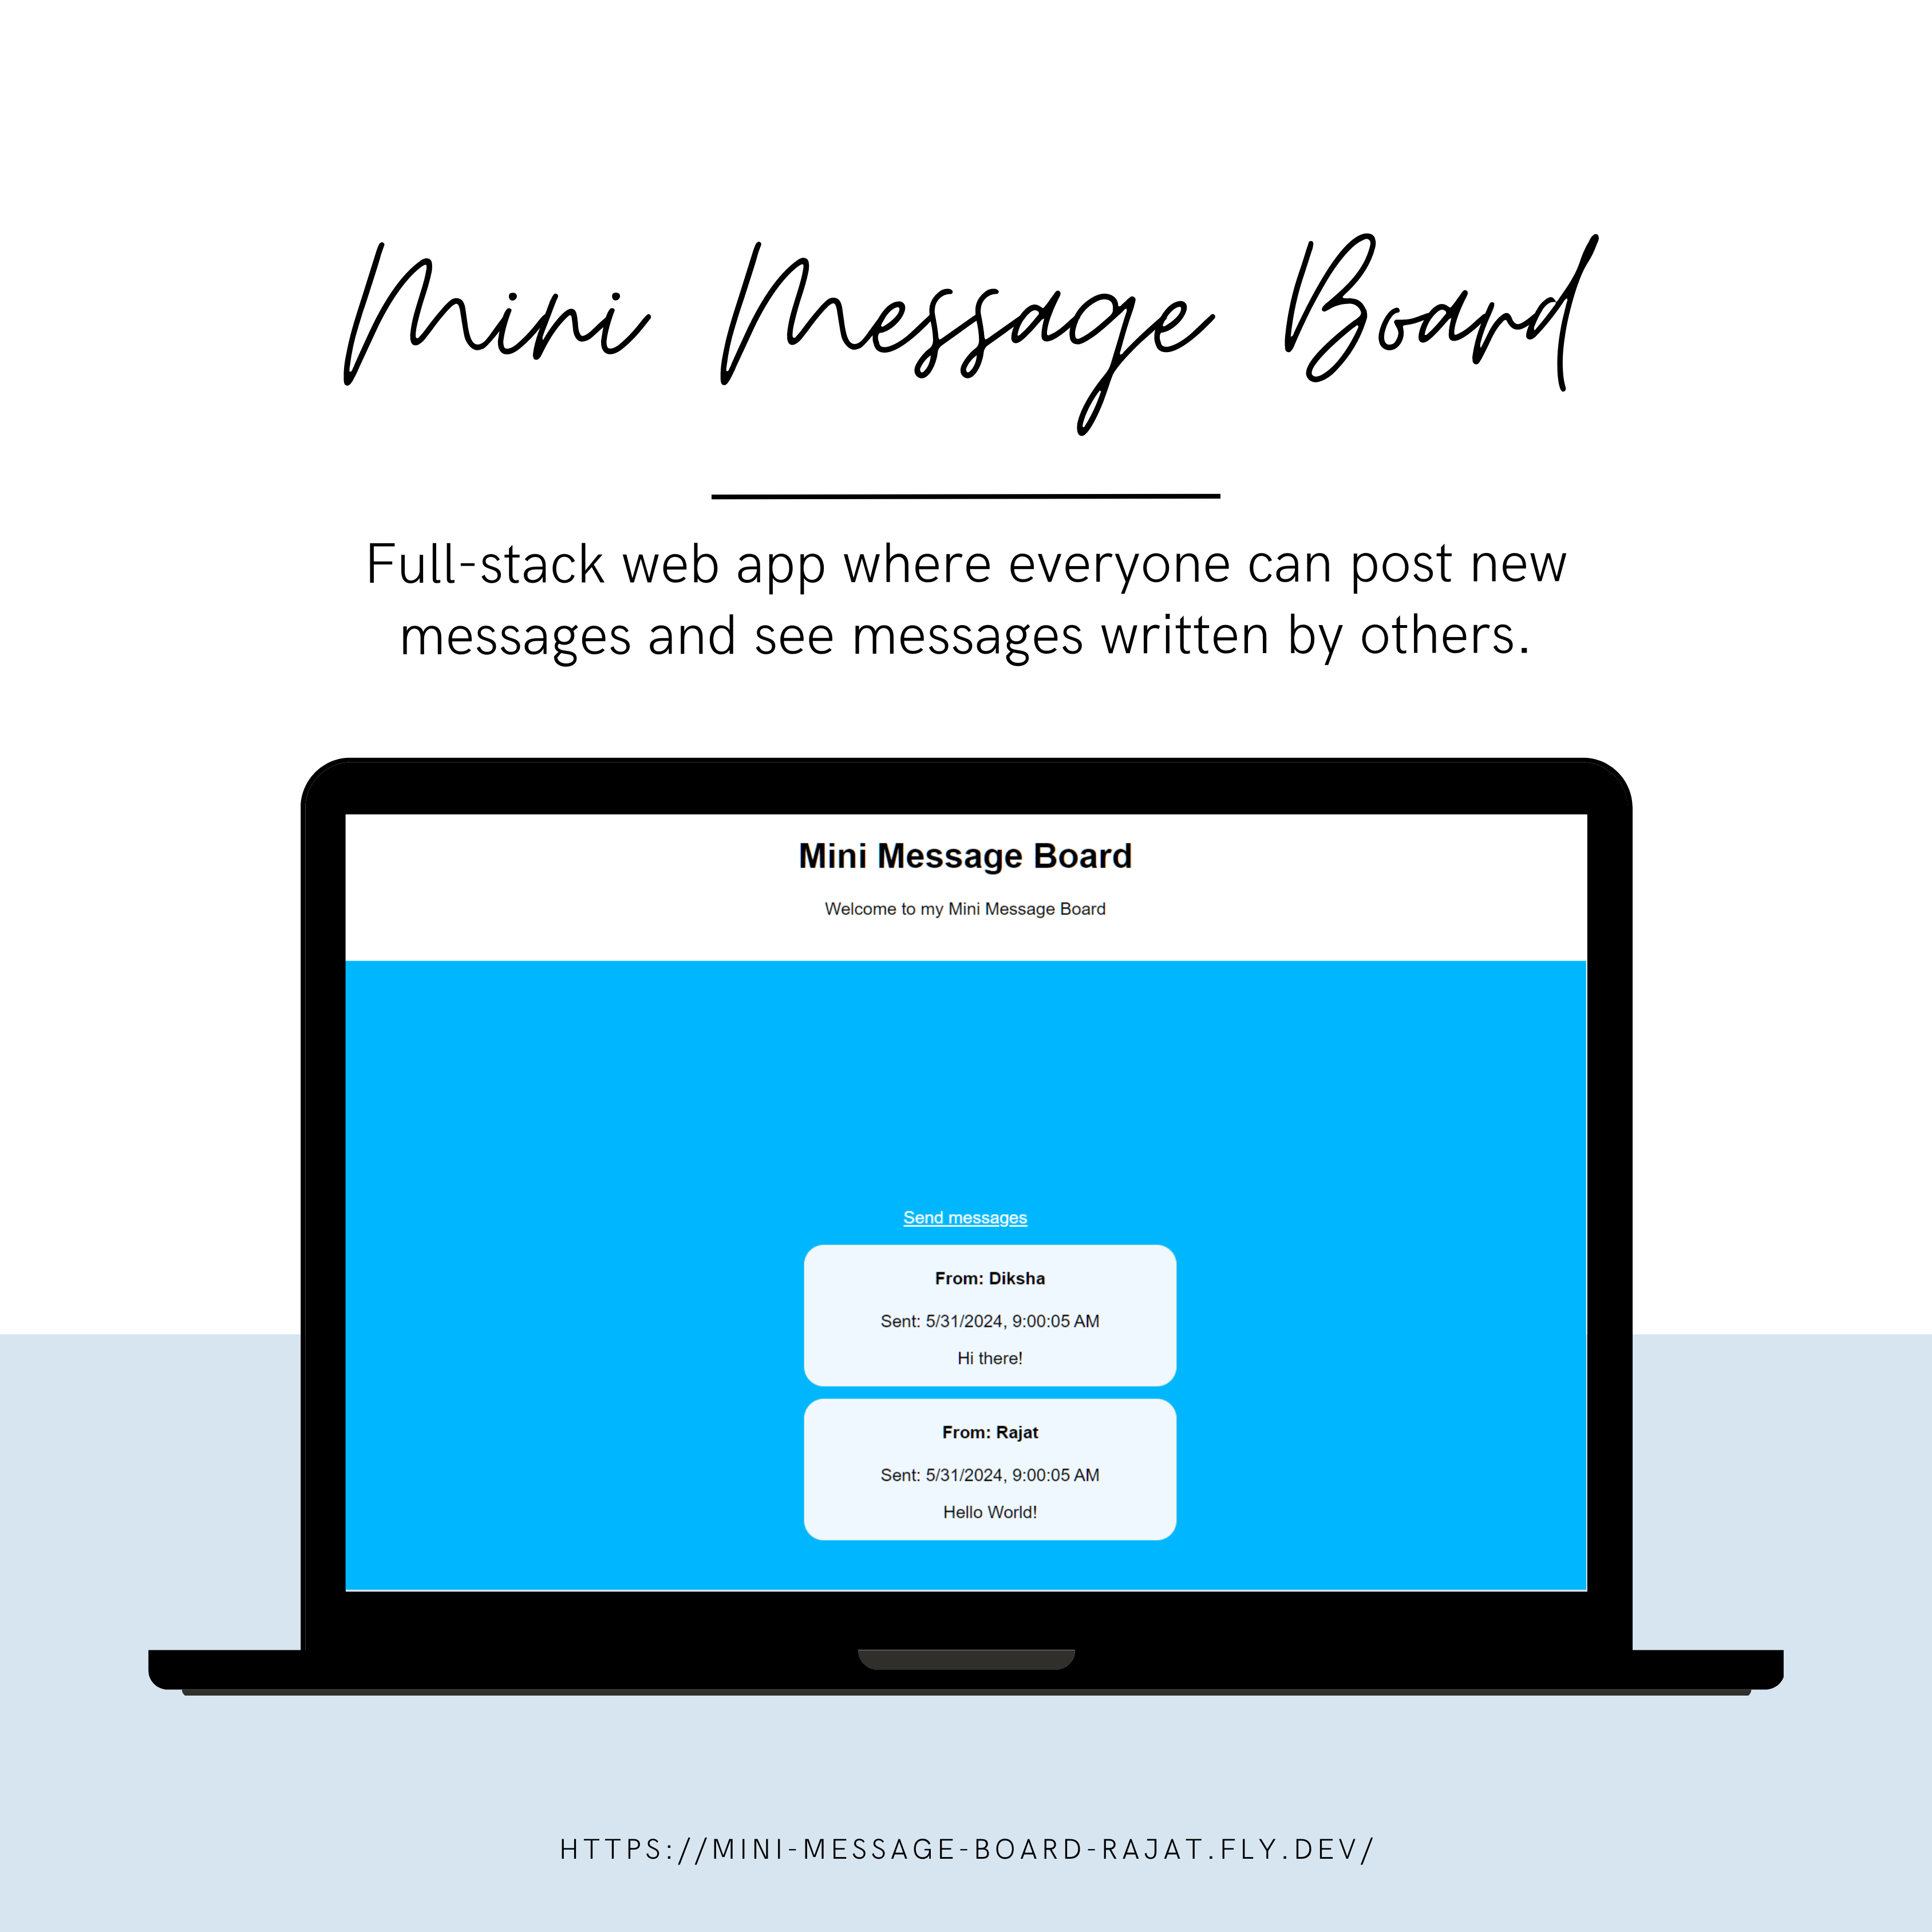 Mini Message Board
Full-stack web app where everyone can post new
messages and see messages written by others.
Mini Message Board
Welcome to my Mini Message Board
Send messages
From: Diksha
Sent: 5/31/2024, 9:00:05 AM
Hi there!
From: Rajat
Sent: 5/31/2024, 9:00:05 AM
Hello World!
HTTPS://MINI-MESSAGE-BOARD-RAJAT.FLY.DEV/